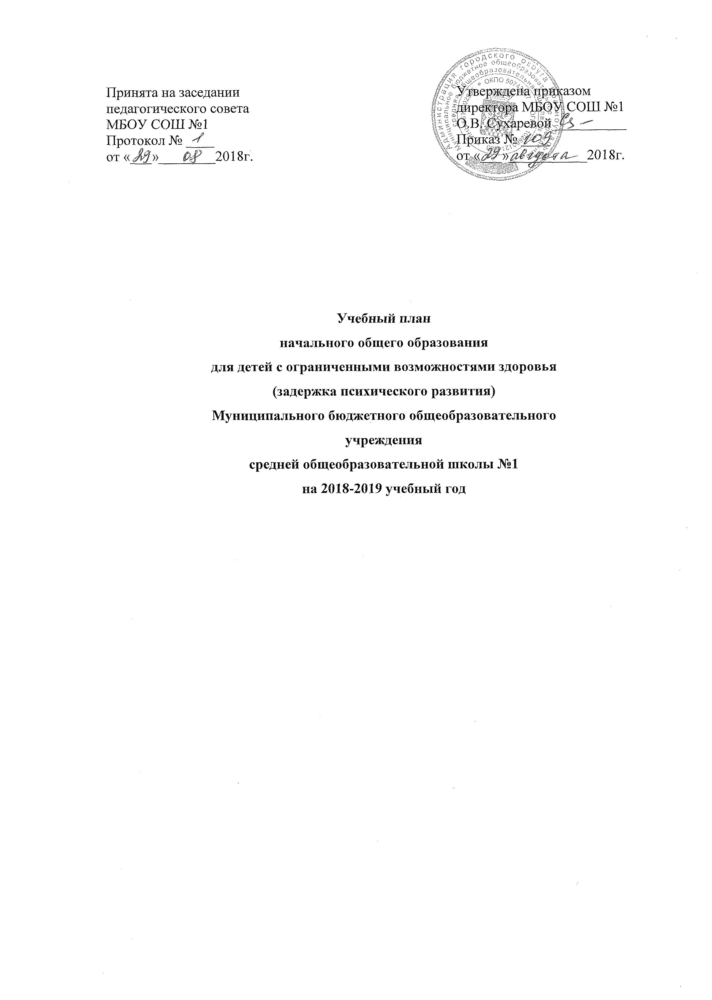 Принята на заседании
педагогического совета
МБОУ СОШ №1
Протокол № 1
от «29» 08 2018г.
Утверждена приказом
директора МБОУ СОШ №1
О.В. Сухаревой
Приказ № 109
от «29» августа 2018г.
Администрация городского округа
Муниципальное бюджетное общеобразовательное
средняя общеобразовательная
ОКПО
Учебный план
начального общего образования
для детей с ограниченными возможностями здоровья
(задержка психического развития)
Муниципального бюджетного общеобразовательного
учреждения
средней общеобразовательной школы №1
на 2018-2019 учебный год